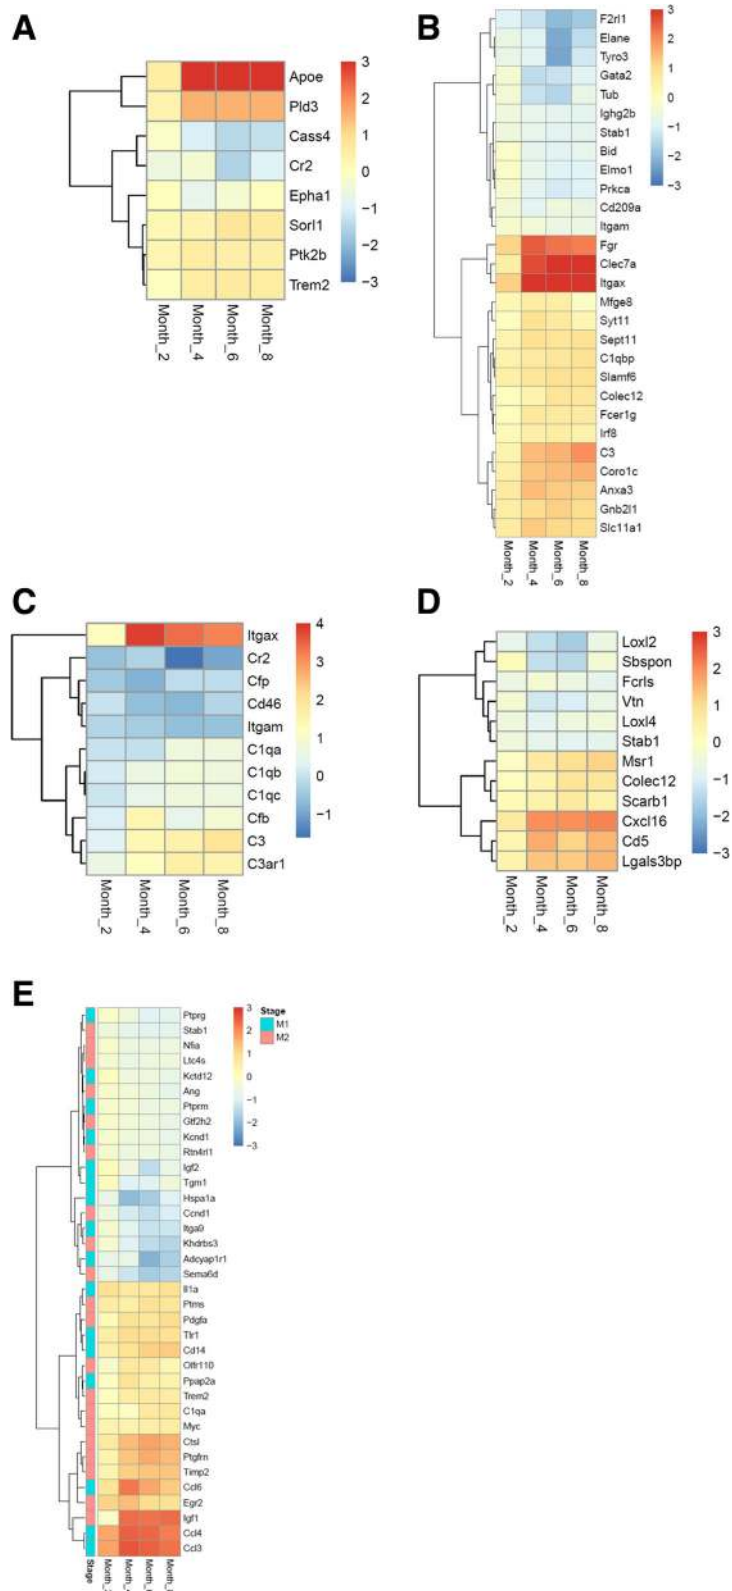 A
3
2
1
0
−1
−2
−3
Apoe
Pld3
Cass4
Cr2
Epha1
Sorl1
Ptk2b
Trem2
Month_2
Month_4
Month_6
Month_8
B
3
2
1
0
−1
−2
−3
F2rl1
Elane
Tyro3
Gata2
Tub
Ighg2b
Stab1
Bid
Elmo1
Prkca
Cd209a
Itgam
Fgr
Clec7a
Itgax
Mfge8
Syt11
Sept11
C1qbp
Slamf6
Colec12
Fcer1g
Irf8
C3
Coro1c
Anxa3
Gnb2l1
Slc11a1
Month_2
Month_4
Month_6
Month_8
C
4
3
2
1
0
−1
Itgax
Cr2
Cfp
Cd46
Itgam
C1qa
C1qb
C1qc
Cfb
C3
C3ar1
Month_2
Month_4
Month_6
Month_8
D
3
2
1
0
−1
−2
−3
Loxl2
Sbspon
Fcrls
Vtn
Loxl4
Stab1
Msr1
Colec12
Scarb1
Cxcl16
Cd5
Lgals3bp
Month_2
Month_4
Month_6
Month_8
E
3
2
1
0
−1
−2
−3
Stage
M1
M2
Ptprg
Stab1
Nfia
Ltc4s
Kctd12
Ang
Ptprm
Gtf2h2
Kcnd1
Rtn4rl1
Igf2
Tgm1
Hspa1a
Ccnd1
Itga9
Khdrbs3
Adcyap1r1
Sema6d
Il1a
Ptms
Pdgfa
Tlr1
Cd14
Olfr110
Ppap2a
Trem2
C1qa
Myc
Ctsl
Ptgfrn
Timp2
Ccl6
Egr2
Igf1
Ccl4
Ccl3
Stage